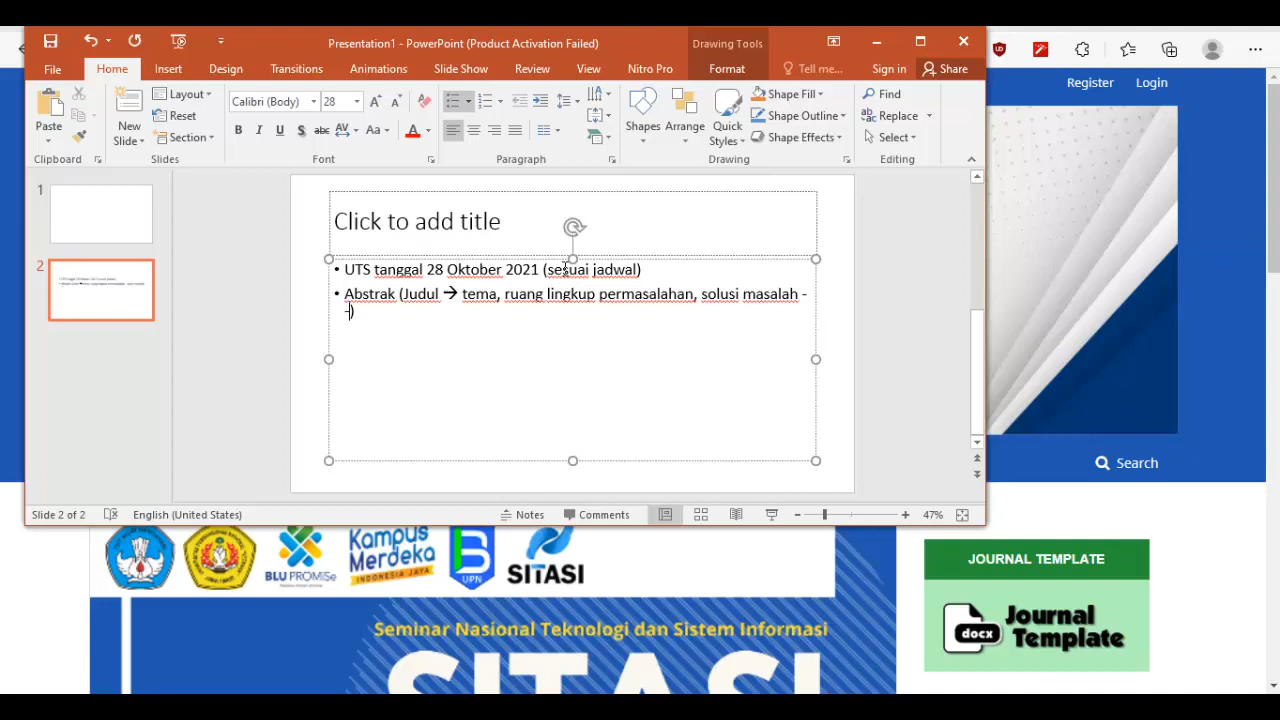 Presentation1 - PowerPoint (Product Activation Failed)
Drawing Tools
File
Home
Insert
Design
Transitions
Animations
Slide Show
Review
View
Nitro Pro
Format
Tell me...
Sign in
Share
Register
Login
Paste
New
Slide
Layout
Reset
Section
Calibri (Body)
28
Shapes
Arrange
Quick
Styles
Shape Fill
Shape Outline
Shape Effects
Find
Replace
Select
Clipboard
Slides
Font
Paragraph
Drawing
Editing
1
2
Click to add title
• UTS tanggal 28 Oktober 2021 (sesuai jadwal)
• Abstrak (Judul → tema, ruang lingkup permasalahan, solusi masalah -
-)
Search
Slide 2 of 2
English (United States)
Notes
Comments
47%
BLU PROMISe
Kampus
Merdeka
INDONESIA JAYA
UPN
SITASI
JOURNAL TEMPLATE
docx
Journal
Template
Seminar Nasional Teknologi dan Sistem Informasi
SITASI